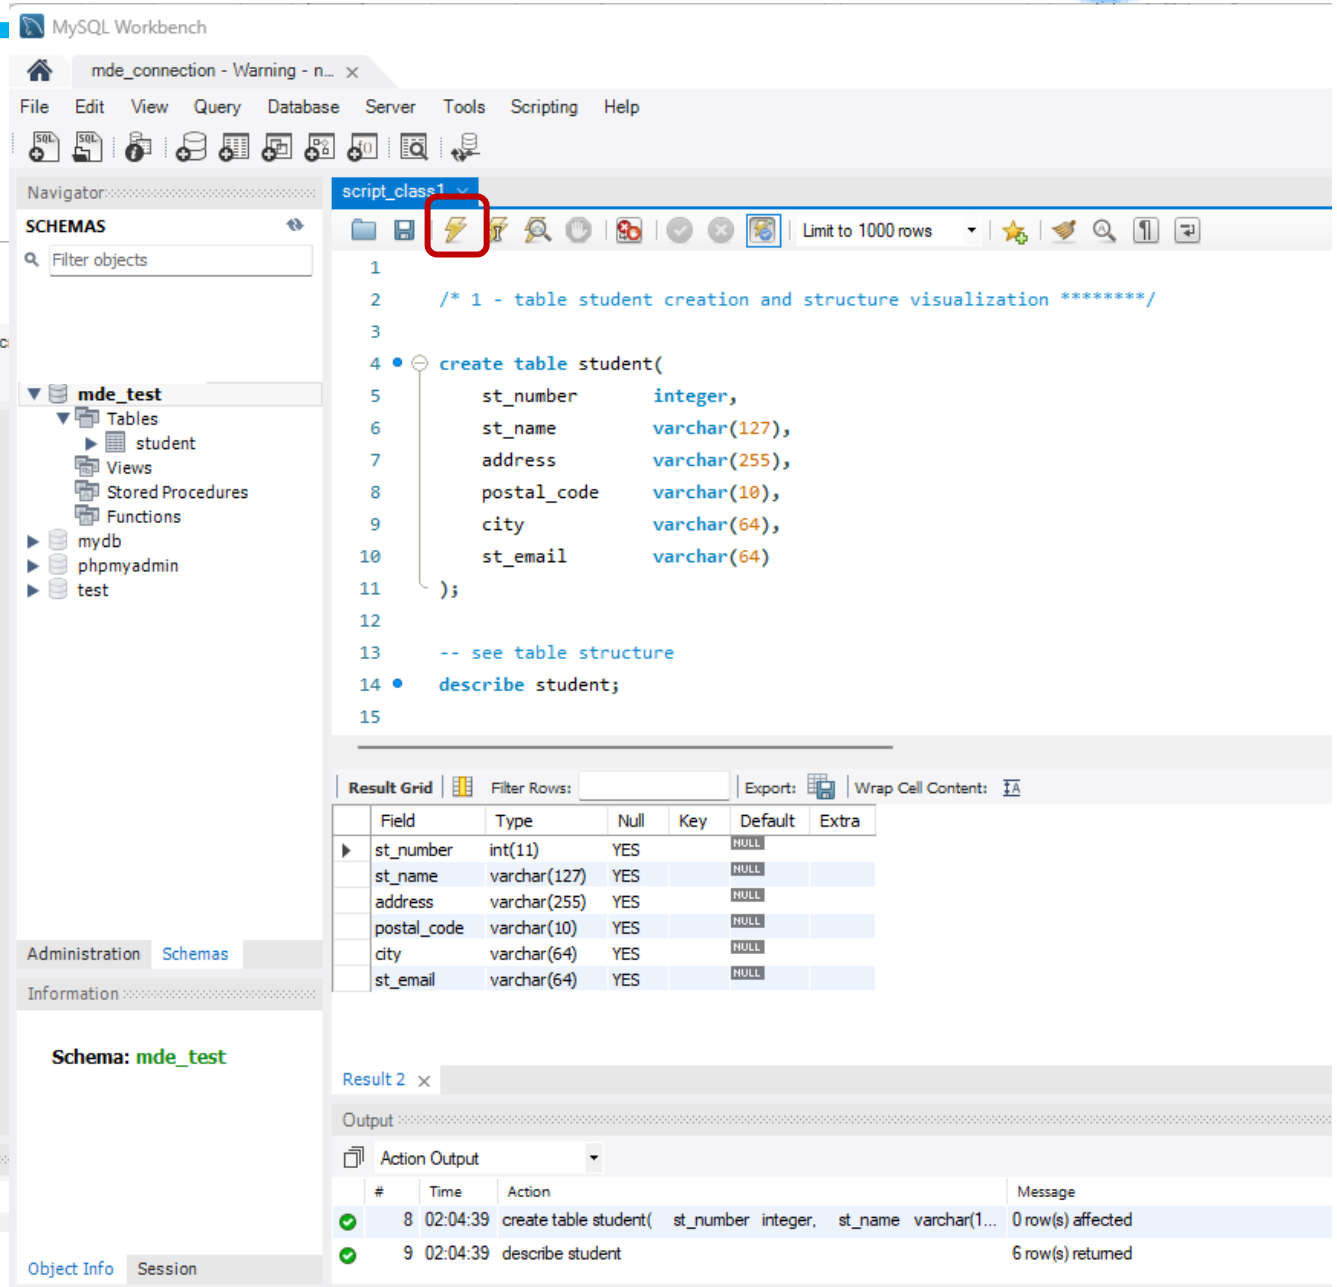 MySQL Workbench
mde_connection - Warning - n...
File Edit View Query Database Server Tools Scripting Help
Navigator
script_class1
SCHEMAS
Limit to 1000 rows
Filter objects
mde_test
Tables
student
Views
Stored Procedures
Functions
mydb
phpmyadmin
test
1
2 /* 1 - table student creation and structure visualization ********/
3
4 create table student(
5 st_number integer,
6 st_name varchar(127),
7 address varchar(255),
8 postal_code varchar(10),
9 city varchar(64),
10 st_email varchar(64)
11 );
12
13 -- see table structure
14 describe student;
15
Result Grid Filter Rows: Export: Wrap Cell Content:
Field Type Null Key Default Extra
st_number int(11) YES NULL
st_name varchar(127) YES NULL
address varchar(255) YES NULL
postal_code varchar(10) YES NULL
city varchar(64) YES NULL
st_email varchar(64) YES NULL
Administration Schemas
Information
Schema: mde_test
Result 2
Output
Action Output
# Time Action Message
8 02:04:39 create table student( st_number integer, st_name varchar(1... 0 row(s) affected
9 02:04:39 describe student 6 row(s) returned
Object Info Session